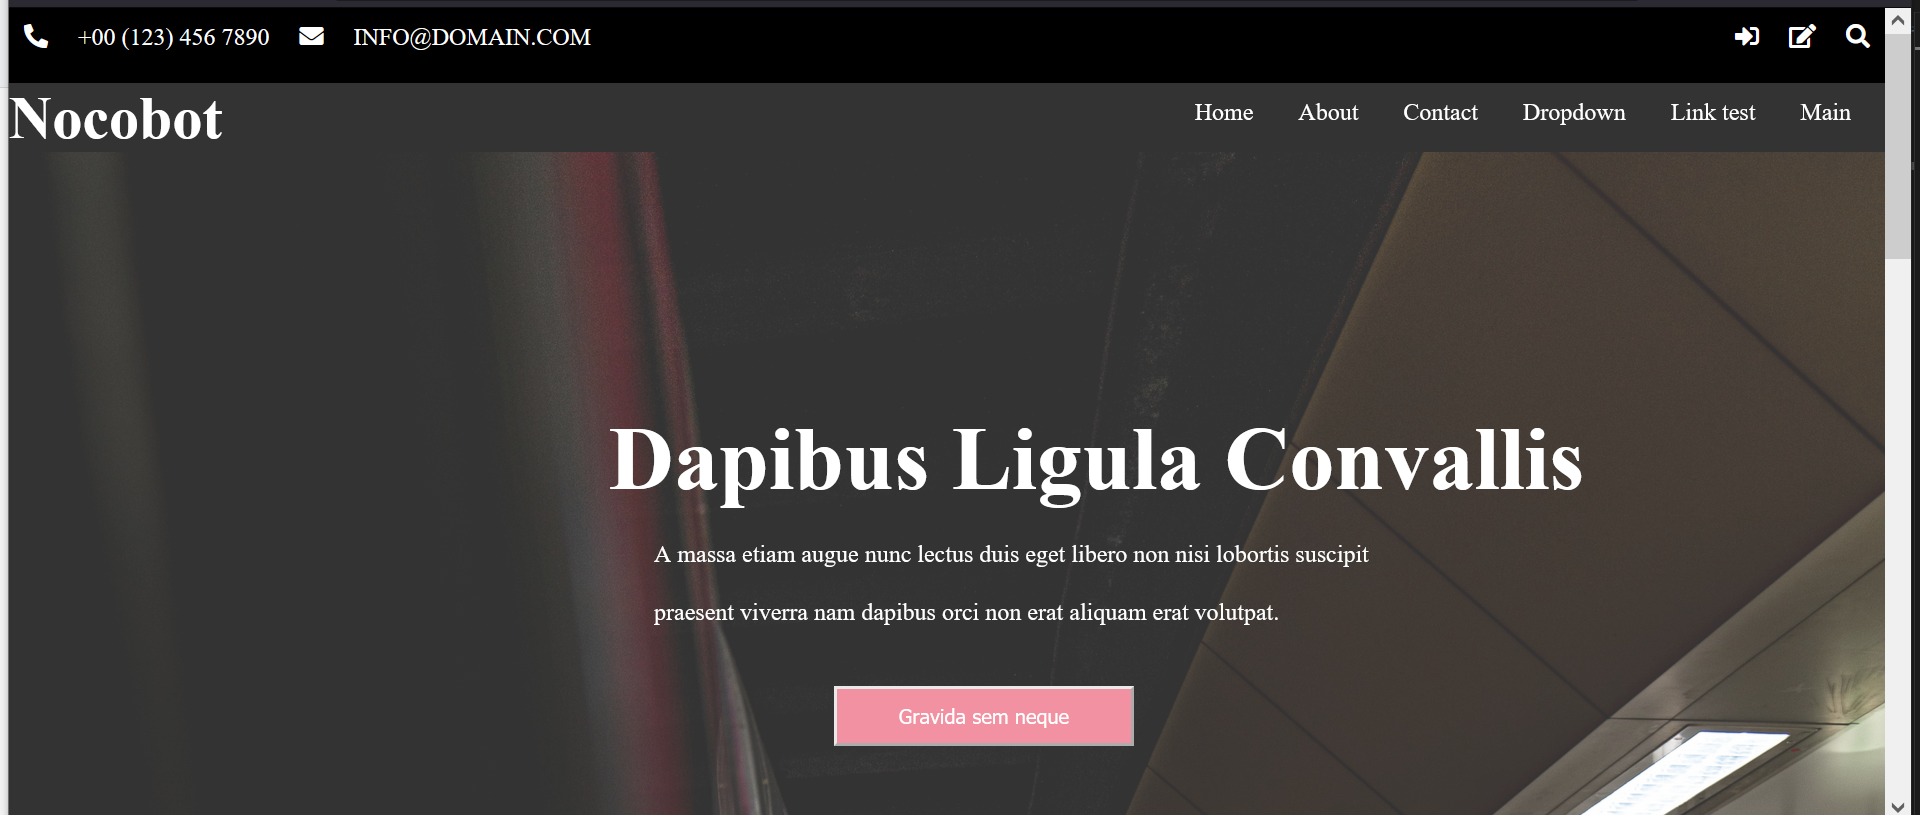 +00 (123) 456 7890 INFO@DOMAIN.COM
Nocobot
Home About Contact Dropdown Link test Main
Dapibus Ligula Convallis
A massa etiam augue nunc lectus duis eget libero non nisi lobortis suscipit
praesent viverra nam dapibus orci non erat aliquam erat volutpat.
Gravida sem neque